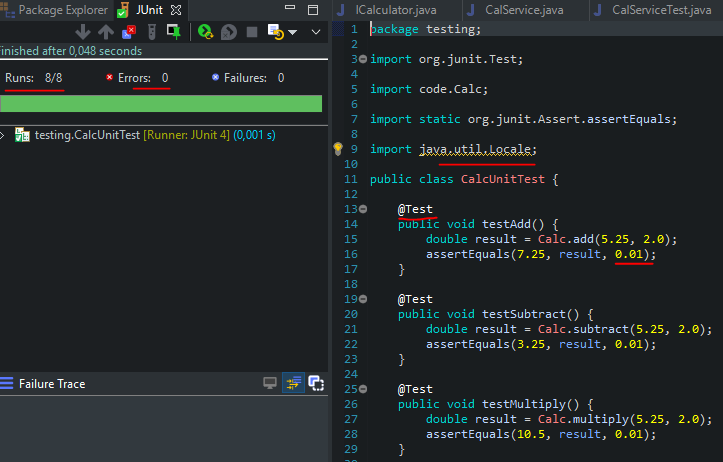 Package Explorer
JUnit
Finished after 0,048 seconds
Runs: 8/8
Errors: 0
Failures: 0
testing.CalcUnitTest [Runner: JUnit 4] (0,001 s)
Failure Trace
ICalculator.java
CalService.java
CalServiceTest.java
1 package testing;
2
3 import org.junit.Test;
4
5 import code.Calc;
6
7 import static org.junit.Assert.assertEquals;
8
9 import java.util.Locale;
10
11 public class CalcUnitTest {
12
13 @Test
14 public void testAdd() {
15 double result = Calc.add(5.25, 2.0);
16 assertEquals(7.25, result, 0.01);
17 }
18
19 @Test
20 public void testSubtract() {
21 double result = Calc.subtract(5.25, 2.0);
22 assertEquals(3.25, result, 0.01);
23 }
24
25 @Test
26 public void testMultiply() {
27 double result = Calc.multiply(5.25, 2.0);
28 assertEquals(10.5, result, 0.01);
29 }